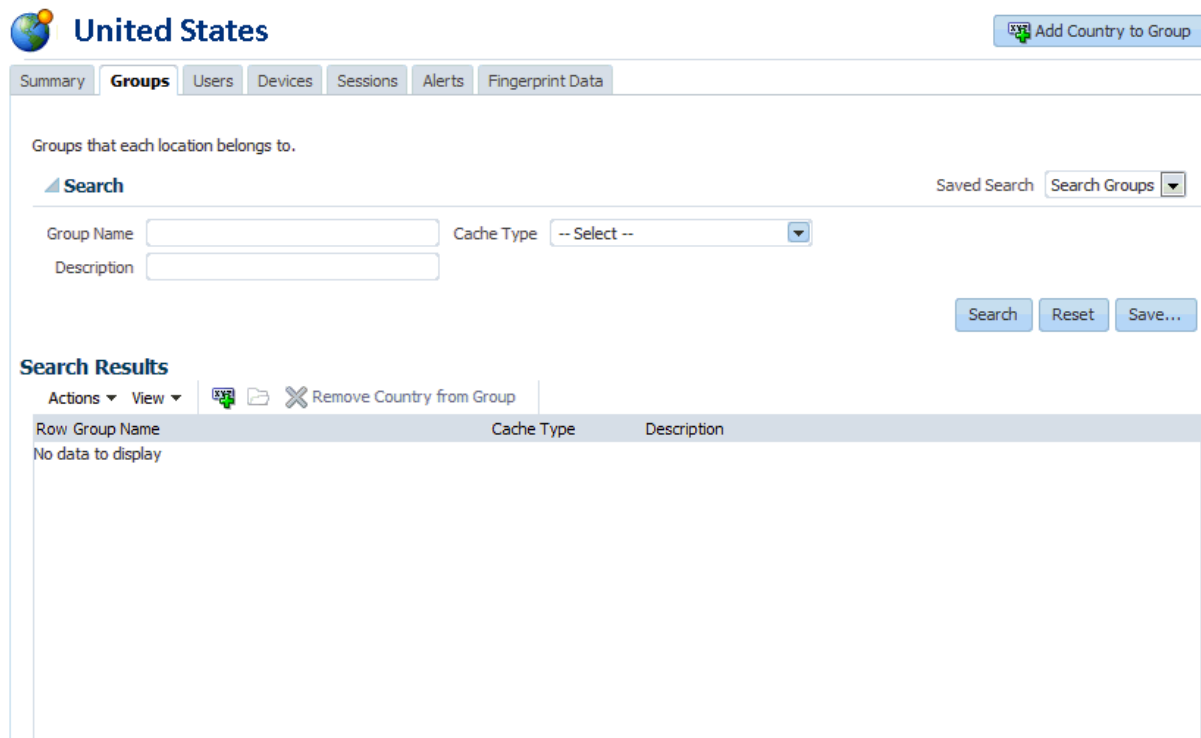 United States
Add Country to Group
Summary Groups Users Devices Sessions Alerts Fingerprint Data
Groups that each location belongs to.
Search
Saved Search Search Groups
Group Name Cache Type -- Select --
Description
Search Reset Save...
Search Results
Actions View Remove Country from Group
Row Group Name Cache Type Description
No data to display